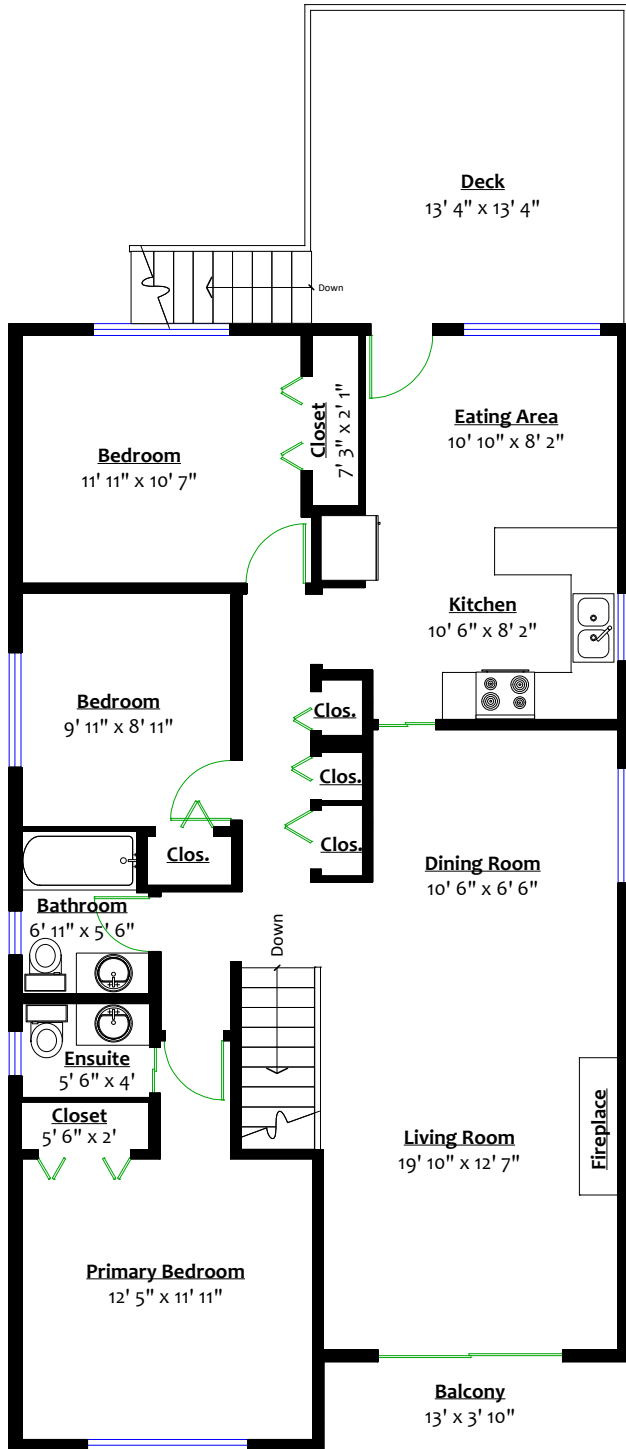 Deck
13' 4" x 13' 4"
Down
Bedroom
11' 11" x 10' 7"
Closet
7' 3" x 2' 1"
Eating Area
10' 10" x 8' 2"
Kitchen
10' 6" x 8' 2"
Bedroom
9' 11" x 8' 11"
Clos.
Clos.
Clos.
Clos.
Dining Room
10' 6" x 6' 6"
Bathroom
6' 11" x 5' 6"
Down
Ensuite
5' 6" x 4'
Closet
5' 6" x 2'
Living Room
19' 10" x 12' 7"
Fireplace
Primary Bedroom
12' 5" x 11' 11"
Balcony
13' x 3' 10"